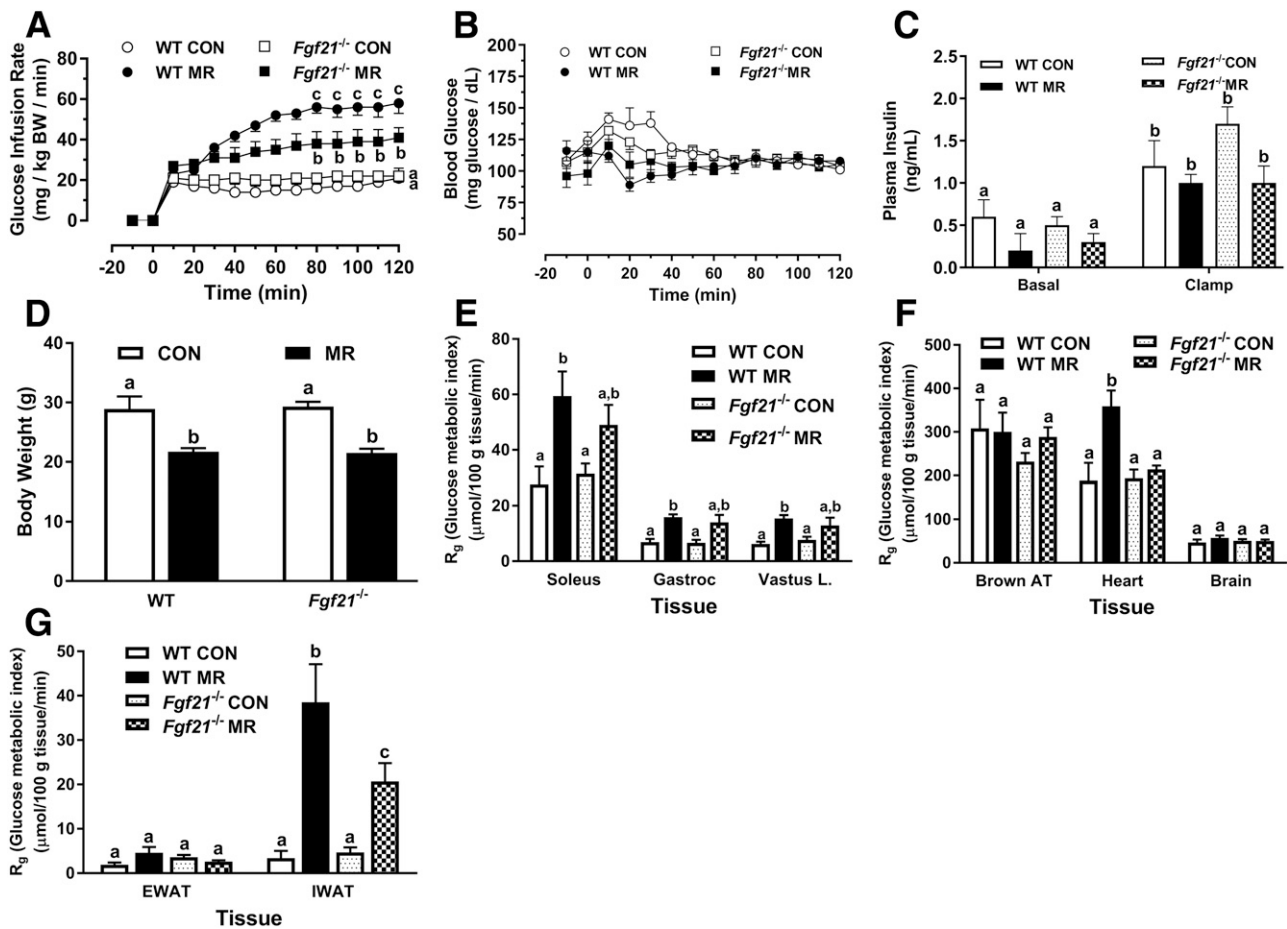 A
WT CON
Fgf21-/- CON
WT MR
Fgf21-/- MR
Glucose Infusion Rate
(mg / kg BW / min)
80
60
40
20
0
c c c c c
b b b b b
a
a
-20 0 20 40 60 80 100 120
Time (min)
B
WT CON
Fgf21-/- CON
WT MR
Fgf21-/-MR
Blood Glucose
(mg glucose / dL)
200
175
150
125
100
75
50
-20 0 20 40 60 80 100 120
Time (min)
C
WT CON
Fgf21-/-CON
WT MR
Fgf21-/-MR
Plasma Insulin
(ng/mL)
2.5
2.0
1.5
1.0
0.5
0.0
a a a a
b b b b
Basal Clamp
D
CON MR
Body Weight (g)
40
30
20
10
0
a b a b
WT Fgf21-/-
E
WT CON
WT MR
Fgf21-/- CON
Fgf21-/- MR
Rg (Glucose metabolic index)
(μmol/100 g tissue/min)
80
60
40
20
0
a b a a,b
a b a a,b
a b a a,b
Soleus Gastroc Vastus L.
Tissue
F
WT CON
Fgf21-/- CON
WT MR
Fgf21-/- MR
Rg (Glucose metabolic index)
(μmol/100 g tissue/min)
500
400
300
200
100
0
a a a a
a b a a
a a a a
Brown AT Heart Brain
Tissue
G
WT CON
WT MR
Fgf21-/- CON
Fgf21-/- MR
Rg (Glucose metabolic index)
(μmol/100 g tissue/min)
50
40
30
20
10
0
a a a a
a b a c
EWAT IWAT
Tissue